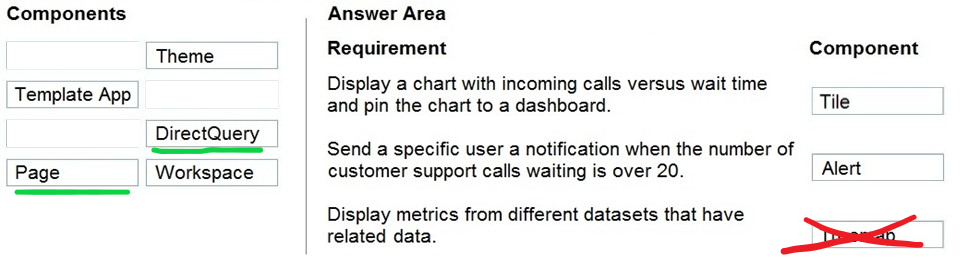 Components
Theme
Template App
DirectQuery
Page
Workspace
Answer Area
Requirement
Component
Display a chart with incoming calls versus wait time
and pin the chart to a dashboard.
Tile
Send a specific user a notification when the number of
customer support calls waiting is over 20.
Alert
Display metrics from different datasets that have
related data.